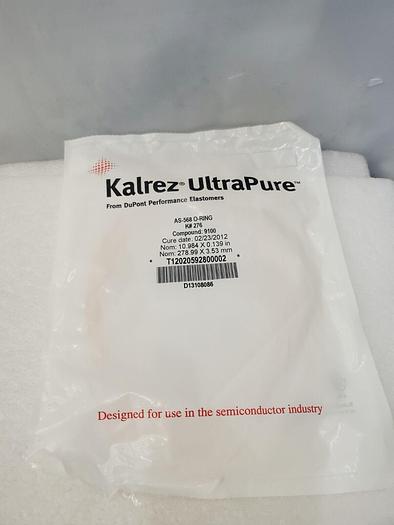 Kalrez® UltraPure™
From DuPont Performance Elastomers
AS-568 O-RING
K# 276
Compound: 9100
Cure date: 02/23/2012
Nom: 10.984 X 0.139 in
Nom: 278.99 X 3.53 mm
* T12020592800002 *
D13108086
Designed for use in the semiconductor industry